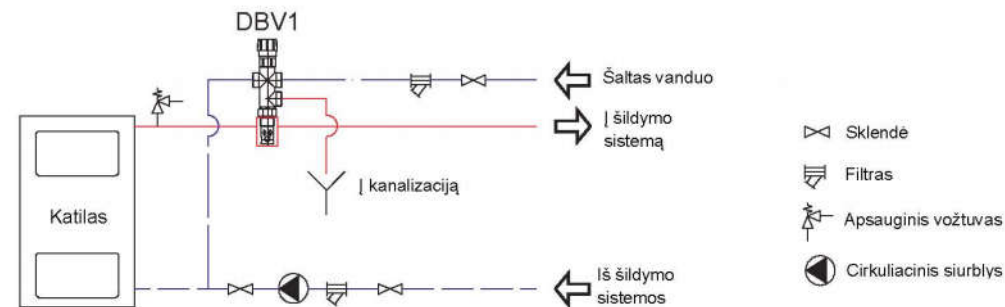 DBV1
Šaltas vanduo
Į šildymo
sistemą
Į kanalizaciją
Katilas
Iš šildymo
sistemos
Sklendė
Filtras
Apsauginis vožtuvas
Cirkuliacinis siurblys